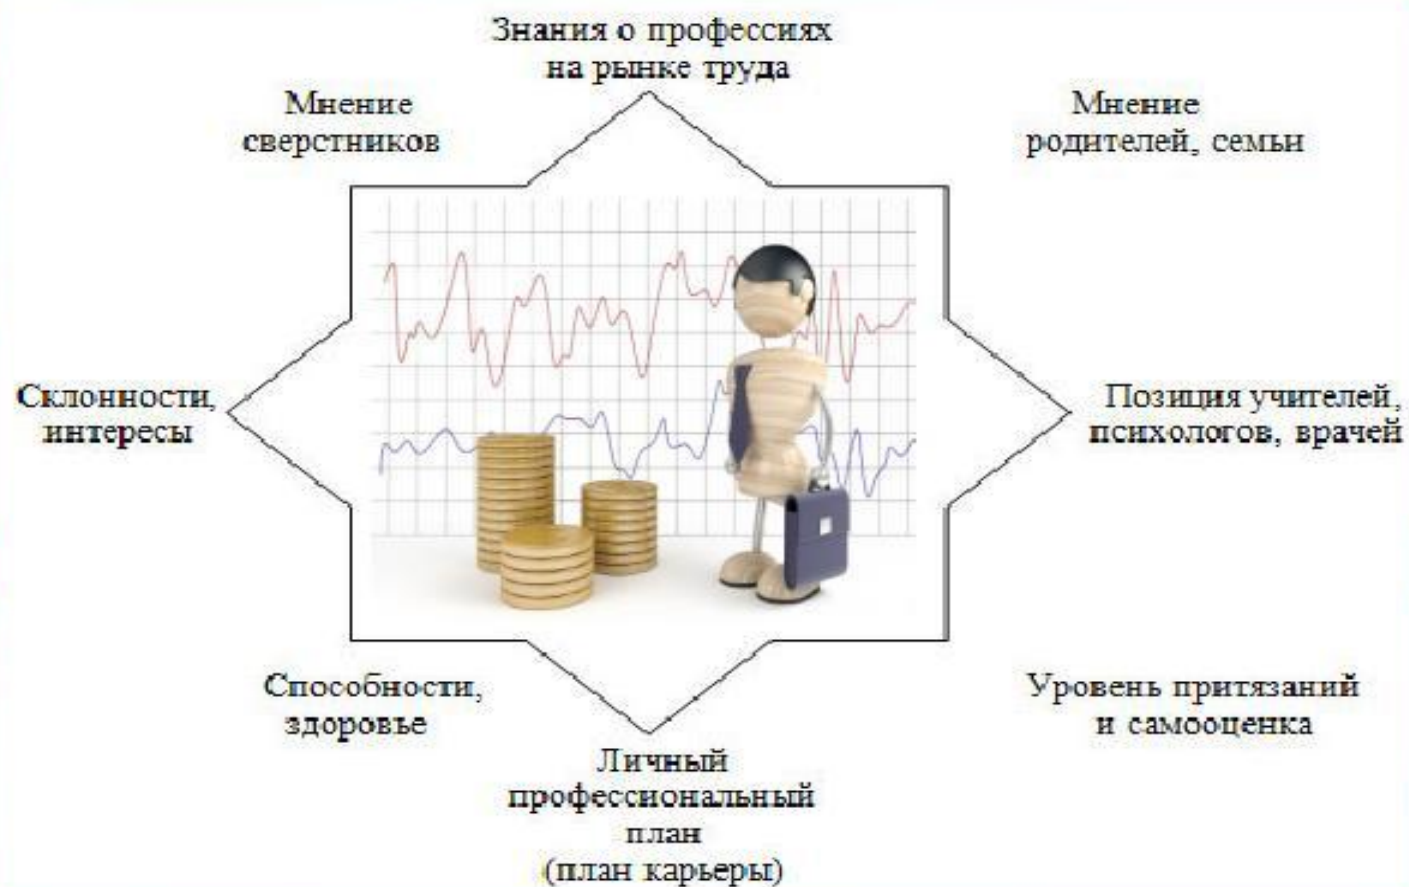 Знания о профессиях
на рынке труда
Мнение
сверстников
Мнение
родителей, семьи
Склонности,
интересы
Позиция учителей,
психологов, врачей
Способности,
здоровье
Уровень притязаний
и самооценка
Личный
профессиональный
план
(план карьеры)